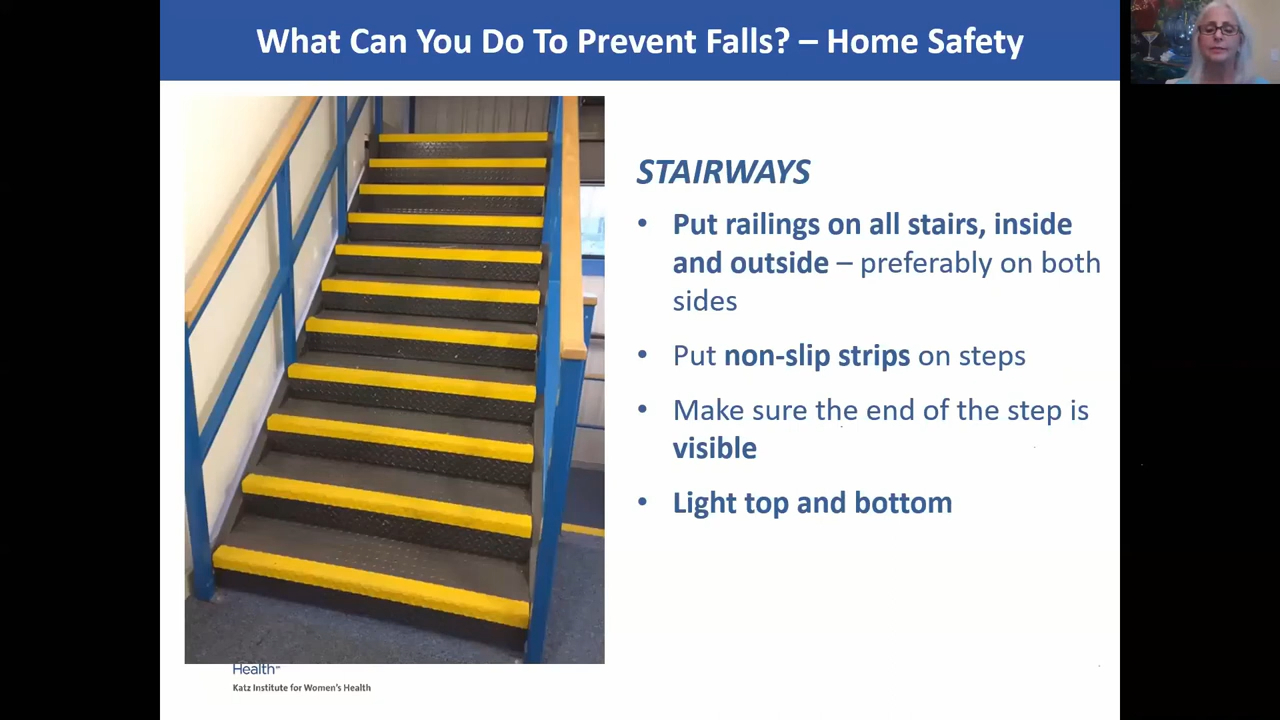 What Can You Do To Prevent Falls? – Home Safety
STAIRWAYS
• Put railings on all stairs, inside
and outside – preferably on both
sides
• Put non-slip strips on steps
• Make sure the end of the step is
visible
• Light top and bottom
Health
Katz Institute for Women's Health